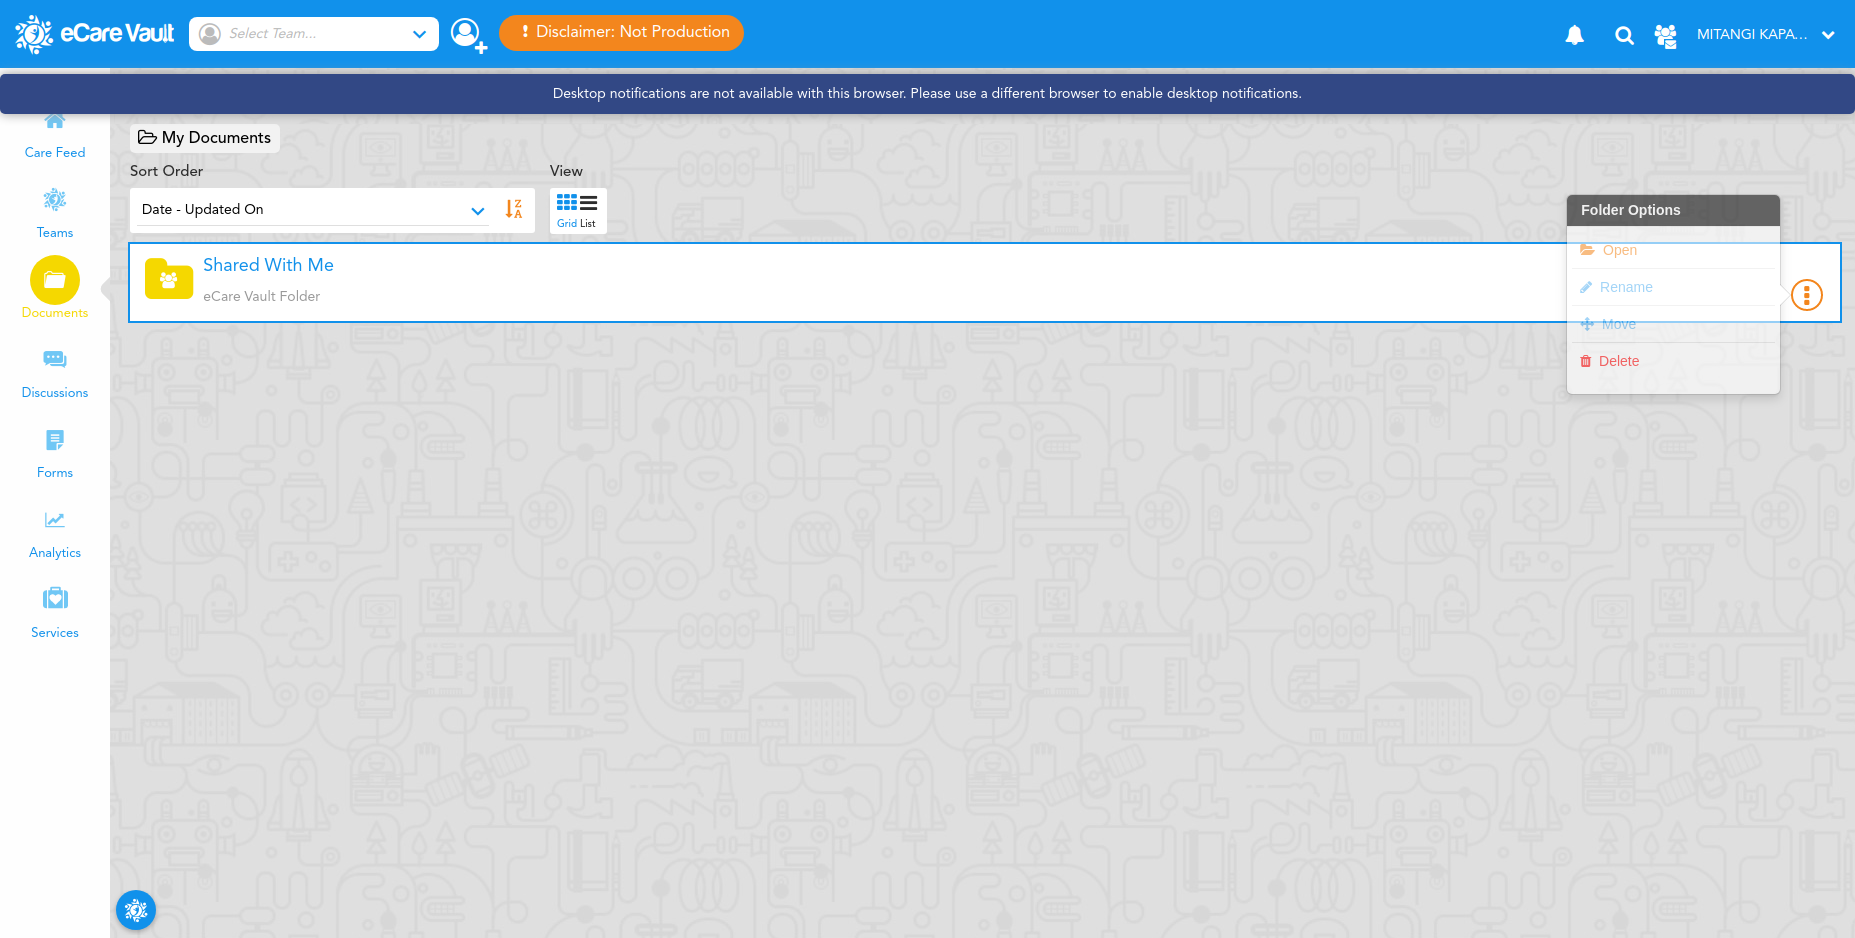 eCare Vault
Select Team...
Disclaimer: Not Production
MITANGI KAPA...
Desktop notifications are not available with this browser. Please use a different browser to enable desktop notifications.
Care Feed
Teams
Documents
Discussions
Forms
Analytics
Services
My Documents
Sort Order
View
Date - Updated On
Z
A
Grid List
Shared With Me
eCare Vault Folder
Folder Options
Open
Rename
Move
Delete